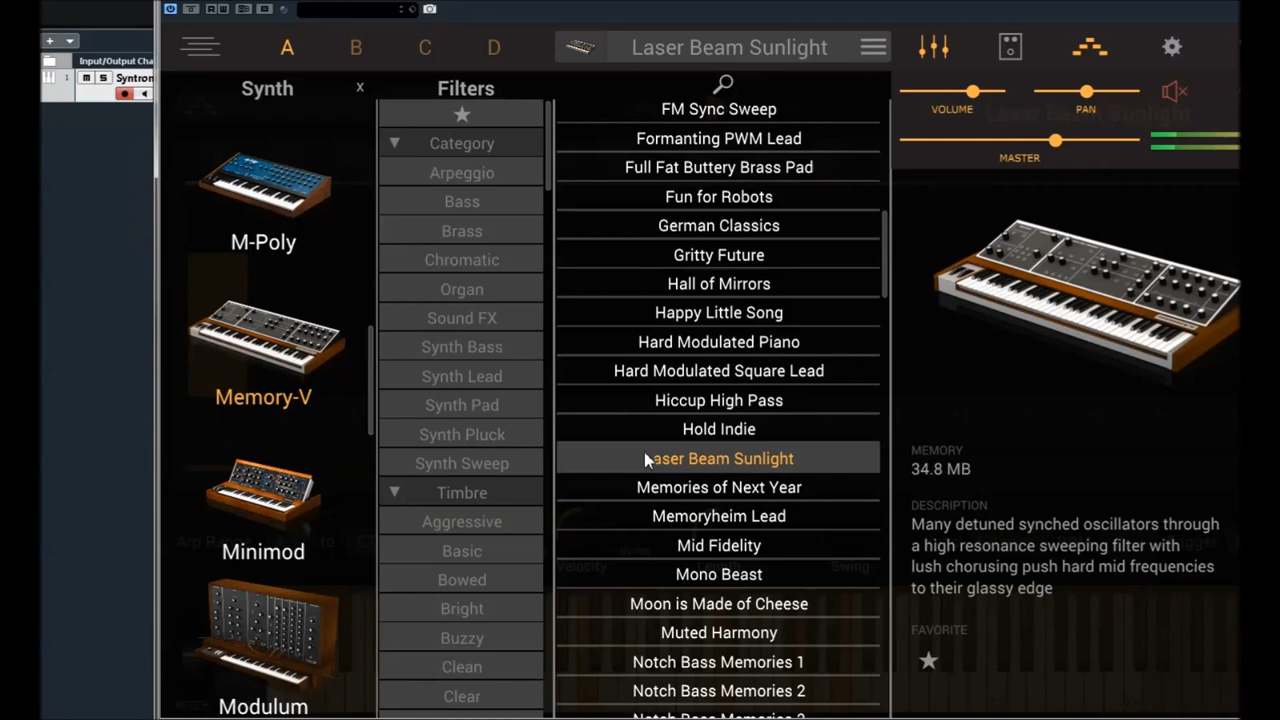 Input/Output Cha
1 M S Syntron
A B C D
Laser Beam Sunlight
Synth x
M-Poly
Memory-V
Minimod
Modulum
Filters
Category
Arpeggio
Bass
Brass
Chromatic
Organ
Sound FX
Synth Bass
Synth Lead
Synth Pad
Synth Pluck
Synth Sweep
Timbre
Aggressive
Basic
Bowed
Bright
Buzzy
Clean
Clear
FM Sync Sweep
Formanting PWM Lead
Full Fat Buttery Brass Pad
Fun for Robots
German Classics
Gritty Future
Hall of Mirrors
Happy Little Song
Hard Modulated Piano
Hard Modulated Square Lead
Hiccup High Pass
Hold Indie
Laser Beam Sunlight
Memories of Next Year
Memoryheim Lead
Mid Fidelity
Mono Beast
Moon is Made of Cheese
Muted Harmony
Notch Bass Memories 1
Notch Bass Memories 2
VOLUME
PAN
MASTER
MEMORY
34.8 MB
DESCRIPTION
Many detuned synched oscillators through
a high resonance sweeping filter with
lush chorusing push hard mid frequencies
to their glassy edge
FAVORITE
Velocity
Length
Swing